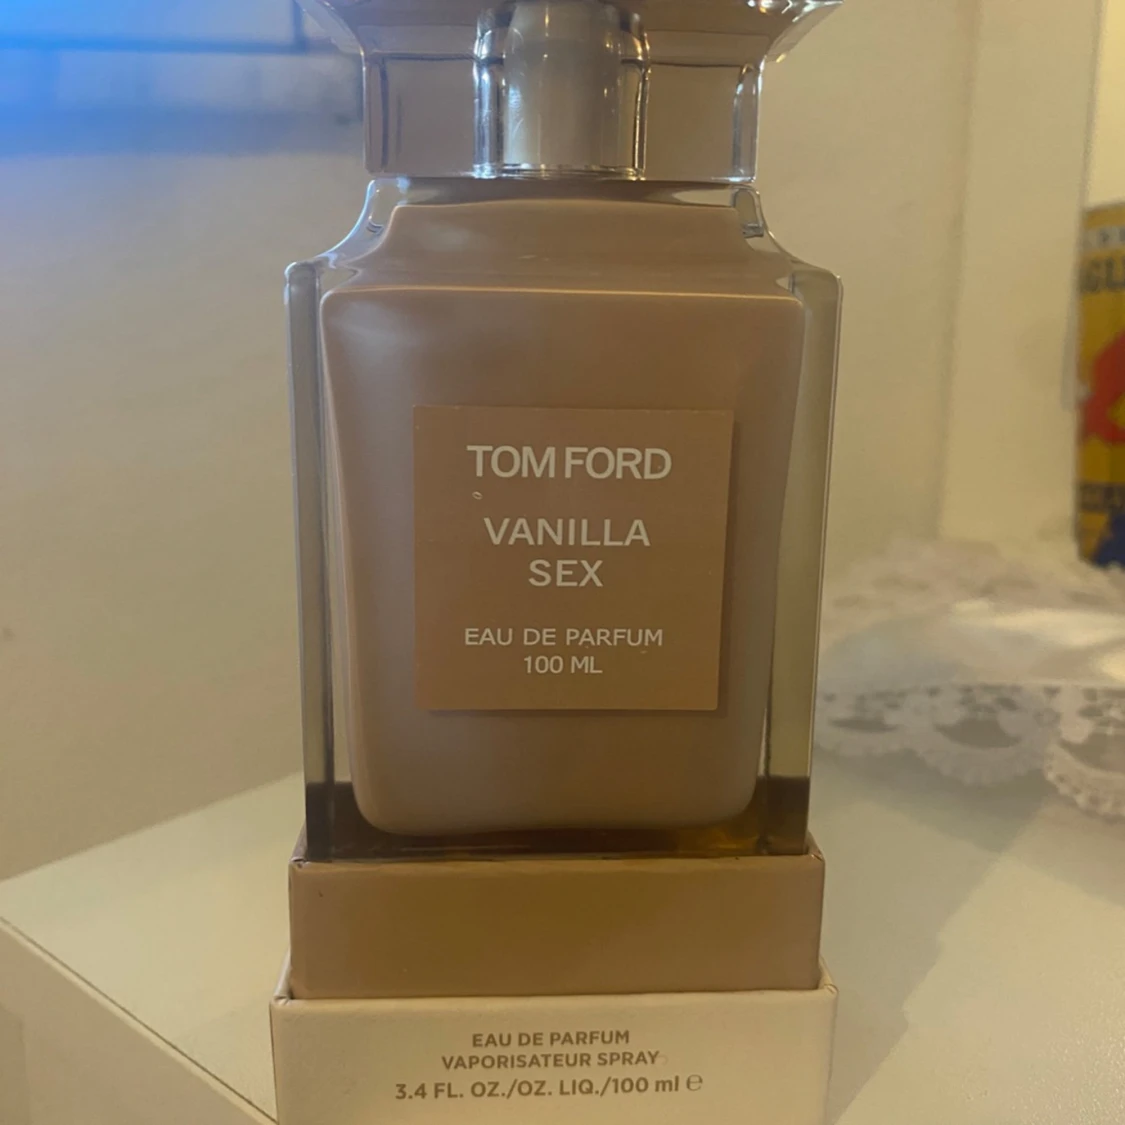 TOM FORD
VANILLA
SEX
EAU DE PARFUM
100 ML
EAU DE PARFUM
VAPORISATEUR SPRAY
3.4 FL. OZ./OZ. LIQ./100 ml ℮